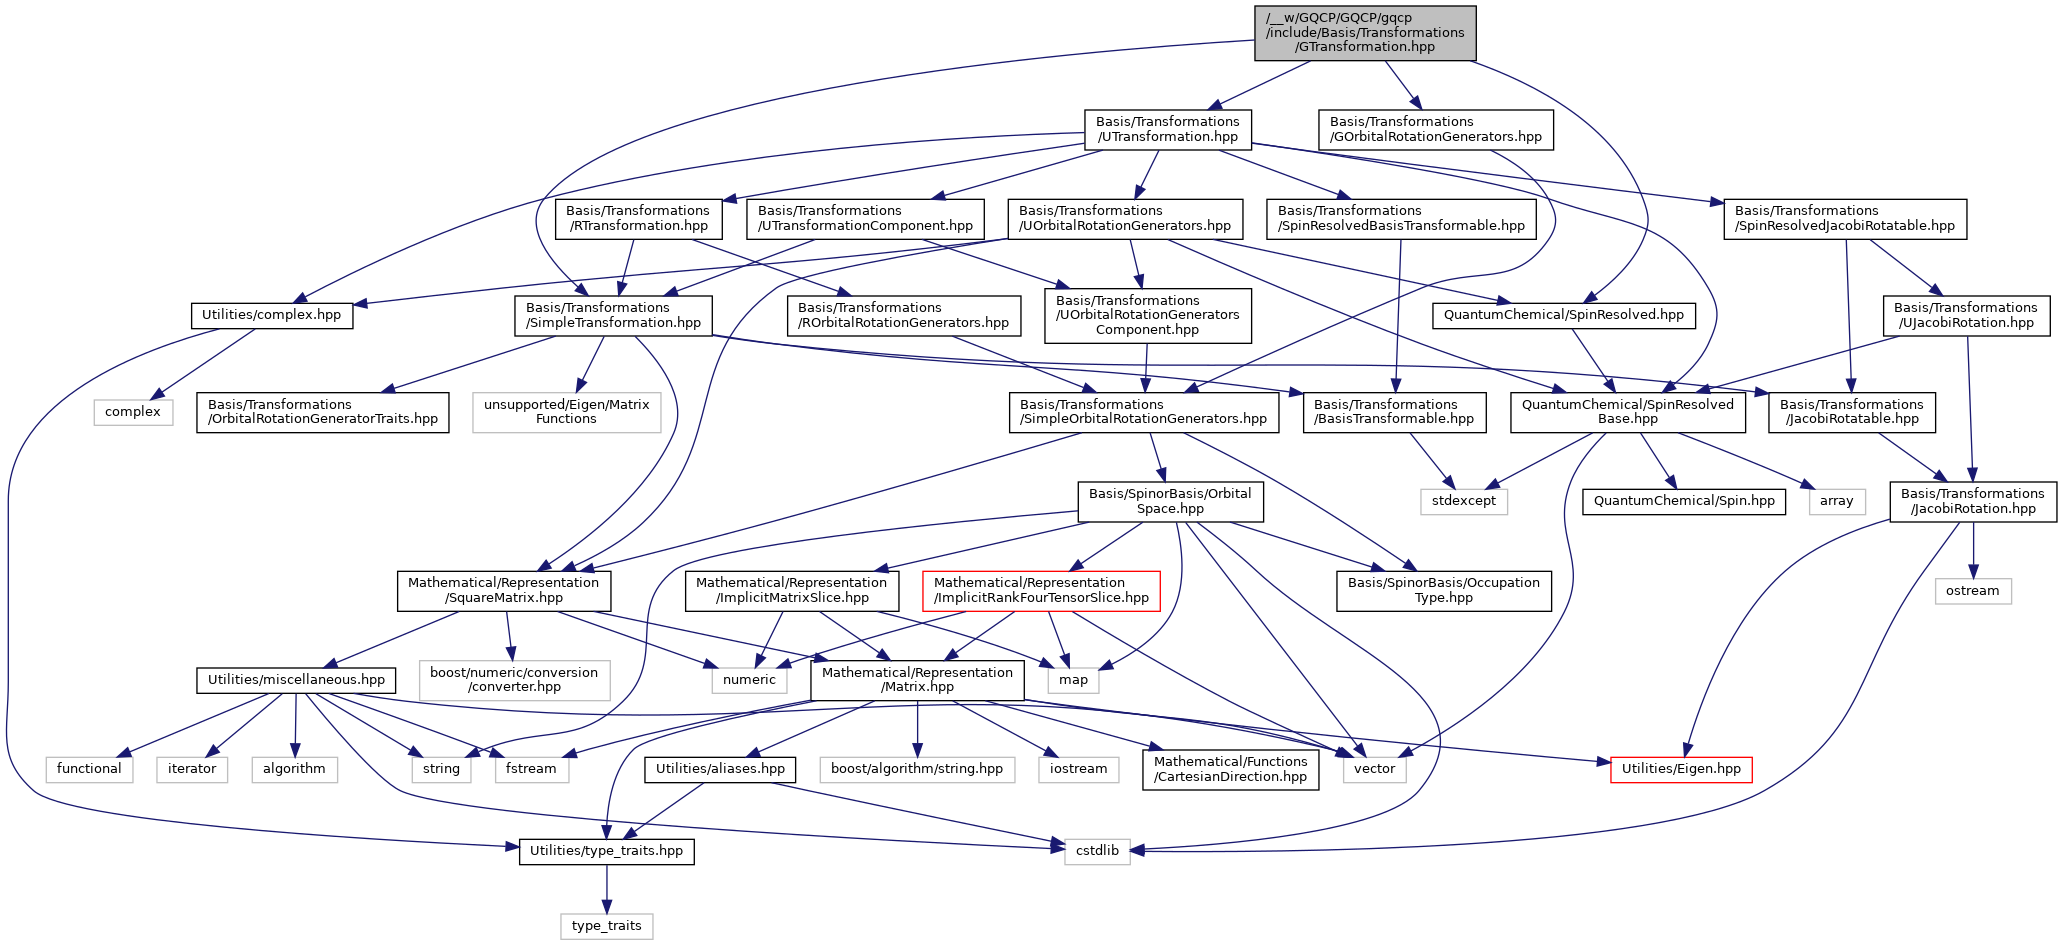 /__w/GQCP/GQCP/gqcp
/include/Basis/Transformations
/GTransformation.hpp
Basis/Transformations
/UTransformation.hpp
Basis/Transformations
/GOrbitalRotationGenerators.hpp
Basis/Transformations
/RTransformation.hpp
Basis/Transformations
/UTransformationComponent.hpp
Basis/Transformations
/UOrbitalRotationGenerators.hpp
Basis/Transformations
/SpinResolvedBasisTransformable.hpp
Basis/Transformations
/SpinResolvedJacobiRotatable.hpp
Utilities/complex.hpp
Basis/Transformations
/SimpleTransformation.hpp
Basis/Transformations
/ROrbitalRotationGenerators.hpp
Basis/Transformations
/UOrbitalRotationGenerators
Component.hpp
QuantumChemistry/SpinResolved.hpp
Basis/Transformations
/UJacobiRotation.hpp
complex
Basis/Transformations
/OrbitalRotationGeneratorTraits.hpp
unsupported/Eigen/Matrix
Functions
Basis/Transformations
/SimpleOrbitalRotationGenerators.hpp
Basis/Transformations
/BasisTransformable.hpp
QuantumChemical/SpinResolved
Base.hpp
Basis/Transformations
/JacobiRotatable.hpp
Basis/SpinorBasis/Orbital
Space.hpp
stdexcept
QuantumChemical/Spin.hpp
array
Basis/Transformations
/JacobiRotation.hpp
Mathematical/Representation
/SquareMatrix.hpp
Mathematical/Representation
/ImplicitMatrixSlice.hpp
Mathematical/Representation
/ImplicitRankFourTensorSlice.hpp
Basis/SpinorBasis/Occupation
Type.hpp
ostream
Utilities/miscellaneous.hpp
boost/numeric/conversion
/converter.hpp
numeric
Mathematical/Representation
/Matrix.hpp
map
functional
iterator
algorithm
string
fstream
Utilities/aliases.hpp
boost/algorithm/string.hpp
iostream
Mathematical/Functions
/CartesianDirection.hpp
vector
Utilities/Eigen.hpp
Utilities/type_traits.hpp
cstdlib
type_traits